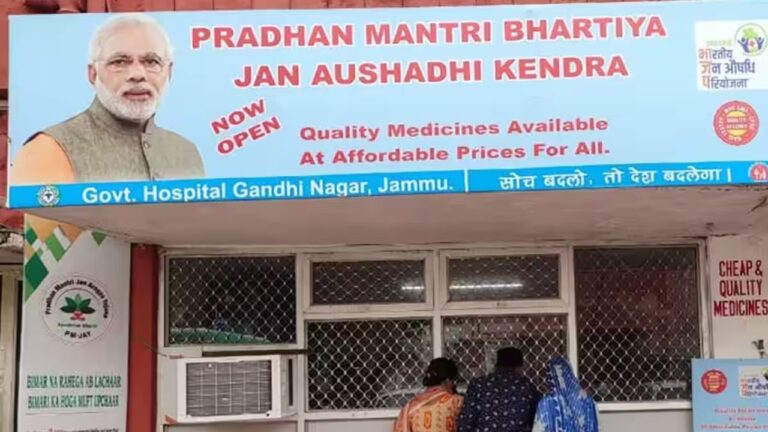 PRADHAN MANTRI BHARTIYA
JAN AUSHADHI KENDRA
भारतीय
जन औषधि
परियोजना
NOW
OPEN
Quality Medicines Available
At Affordable Prices For All.
Govt. Hospital Gandhi Nagar, Jammu.
सोच बदलो, तो देश बदलेगा !
PM-JAY
BIMAR NA RAHEGA AB LACHAAR
BIMARI KA HOGA MUFT UPCHAAR
CHEAP &
QUALITY
MEDICINES